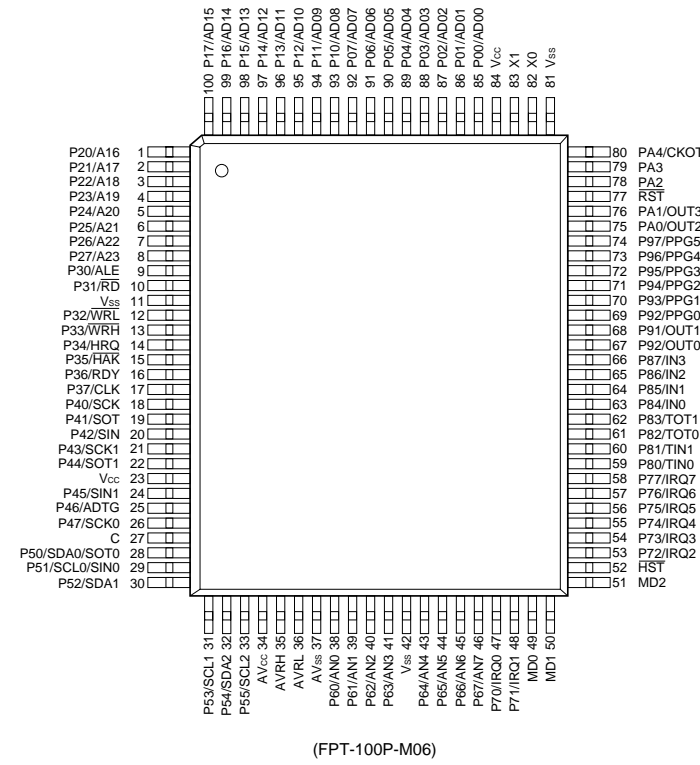 100 P17/AD15
99 P16/AD14
98 P15/AD13
97 P14/AD12
96 P13/AD11
95 P12/AD10
94 P11/AD09
93 P10/AD08
92 P07/AD07
91 P06/AD06
90 P05/AD05
89 P04/AD04
88 P03/AD03
87 P02/AD02
86 P01/AD01
85 P00/AD00
84 Vcc
83 X1
82 X0
81 Vss
P20/A16 1
P21/A17 2
P22/A18 3
P23/A19 4
P24/A20 5
P25/A21 6
P26/A22 7
P27/A23 8
P30/ALE 9
P31/RD 10
Vss 11
P32/WRL 12
P33/WRH 13
P34/HRQ 14
P35/HAK 15
P36/RDY 16
P37/CLK 17
P40/SCK 18
P41/SOT 19
P42/SIN 20
P43/SCK1 21
P44/SOT1 22
Vcc 23
P45/SIN1 24
P46/ADTG 25
P47/SCK0 26
C 27
P50/SDA0/SOT0 28
P51/SCL0/SIN0 29
P52/SDA1 30
80 PA4/CKOT
79 PA3
78 PA2
77 RST
76 PA1/OUT3
75 PA0/OUT2
74 P97/PPG5
73 P96/PPG4
72 P95/PPG3
71 P94/PPG2
70 P93/PPG1
69 P92/PPG0
68 P91/OUT1
67 P92/OUT0
66 P87/IN3
65 P86/IN2
64 P85/IN1
63 P84/IN0
62 P83/TOT1
61 P82/TOT0
60 P81/TIN1
59 P80/TIN0
58 P77/IRQ7
57 P76/IRQ6
56 P75/IRQ5
55 P74/IRQ4
54 P73/IRQ3
53 P72/IRQ2
52 HST
51 MD2
P53/SCL1 31
P54/SDA2 32
P55/SCL2 33
AVcc 34
AVRH 35
AVRL 36
AVss 37
P60/AN0 38
P61/AN1 39
P62/AN2 40
P63/AN3 41
Vss 42
P64/AN4 43
P65/AN5 44
P66/AN6 45
P67/AN7 46
P70/IRQ0 47
P71/IRQ1 48
MD0 49
MD1 50
(FPT-100P-M06)